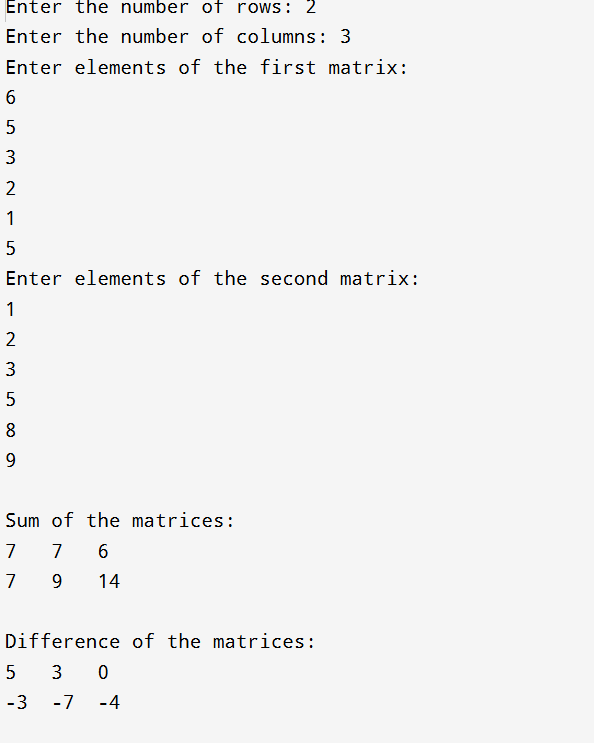 Enter the number of rows: 2
Enter the number of columns: 3
Enter elements of the first matrix:
6
5
3
2
1
5
Enter elements of the second matrix:
1
2
3
5
8
9
Sum of the matrices:
7 7 6
7 9 14
Difference of the matrices:
5 3 0
-3 -7 -4